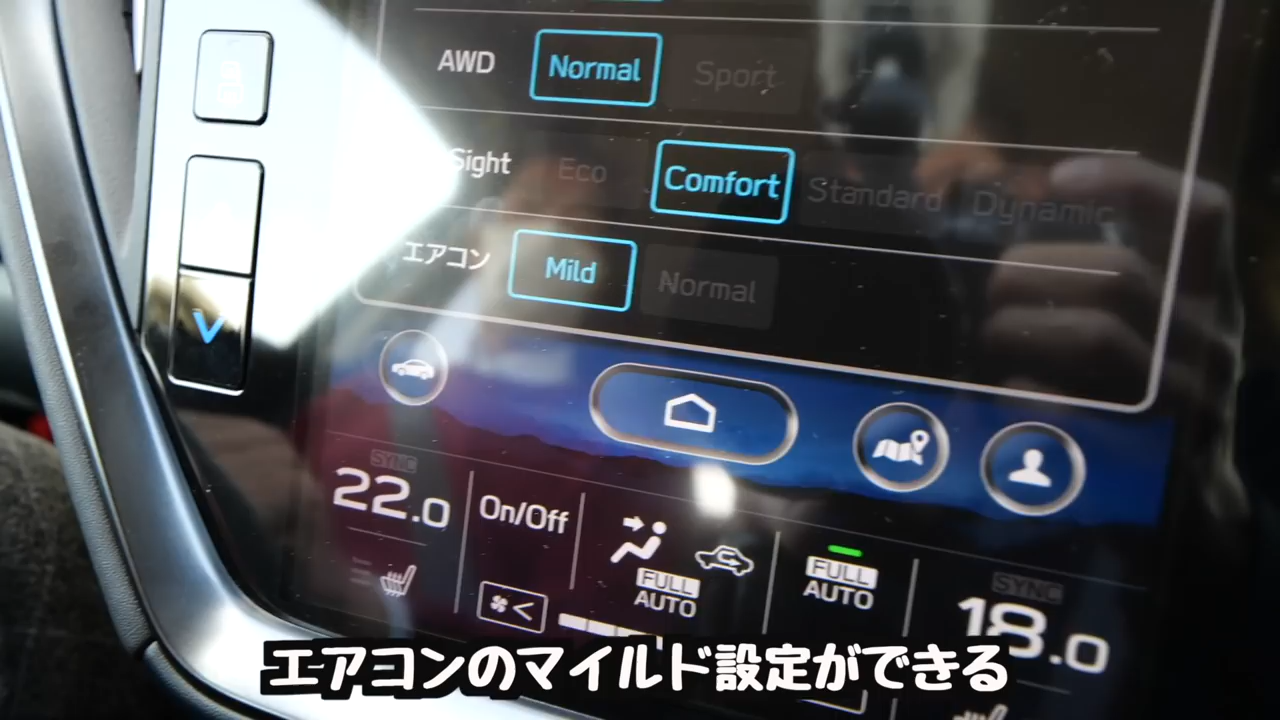 AWD Normal Sport
Sight Eco Comfort Standard Dynamic
エアコン Mild Normal
SYNC
22.0
On/Off
FULL
AUTO
FULL
AUTO
SYNC
18.0
エアコンのマイルド設定ができる